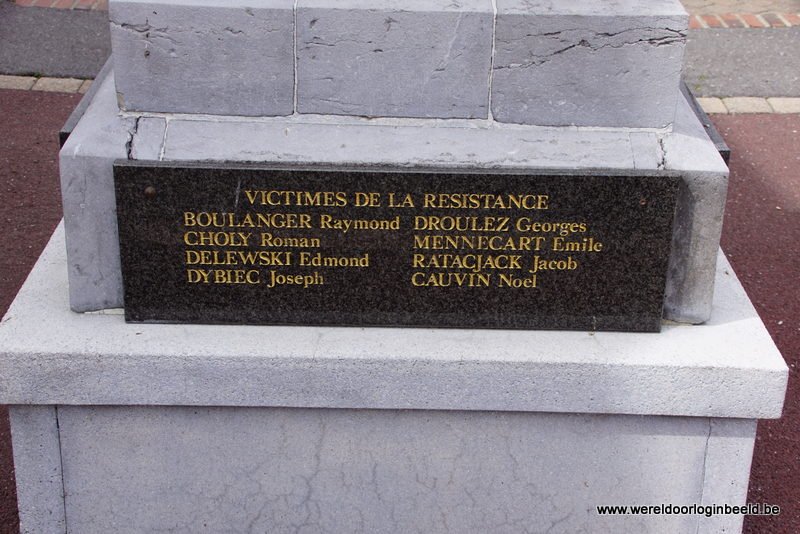 VICTIMES DE LA RESISTANCE
BOULANGER Raymond
CHOLY Roman
DELEWSKI Edmond
DYBIEC Joseph
DROULEZ Georges
MENNECART Emile
RATACJACK Jacob
CAUVIN Noel
www.wereldoorloginbeeld.be